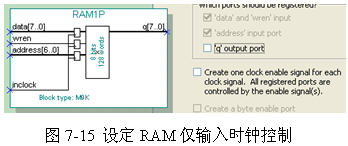 RAM1P
data[7..0]
wren
address[6..0]
inclock
q[7..0]
8 bits
128 words
Block type: M9K
which ports should be registered?
'data' and 'wren' input
'address' input port
'q' output port
Create one clock enable signal for each
clock signal. All registered ports are
controlled by the enable signal(s).
Create a byte enable port
图 7-15 设定 RAM 仅输入时钟控制